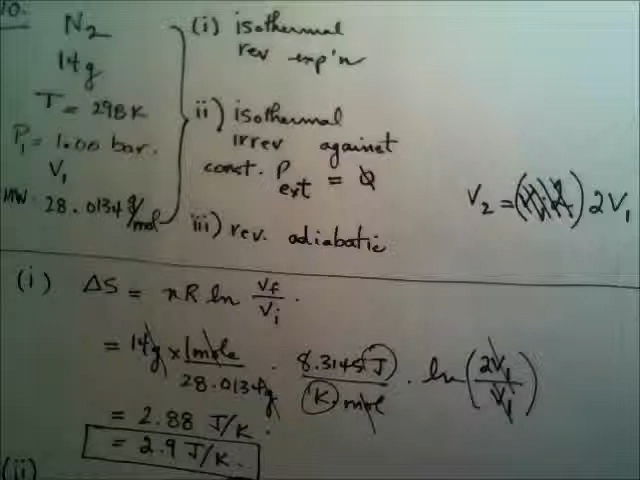 10.
N2
14g
T = 298K
P1 = 1.00 bar.
V1
MW. 28.0134 g/mol
(i) isothermal
rev exp'n
ii) isothermal
irrev against
const. Pext = 0
iii) rev. adiabatic
V2 = ( ) 2V1
(i) ΔS = nR ln Vf/Vi.
= 14g × 1mole/28.0134g · 8.3145 J/K mol · ln(2V1/V1)
= 2.88 J/K.
= 2.9 J/K.
(ii)